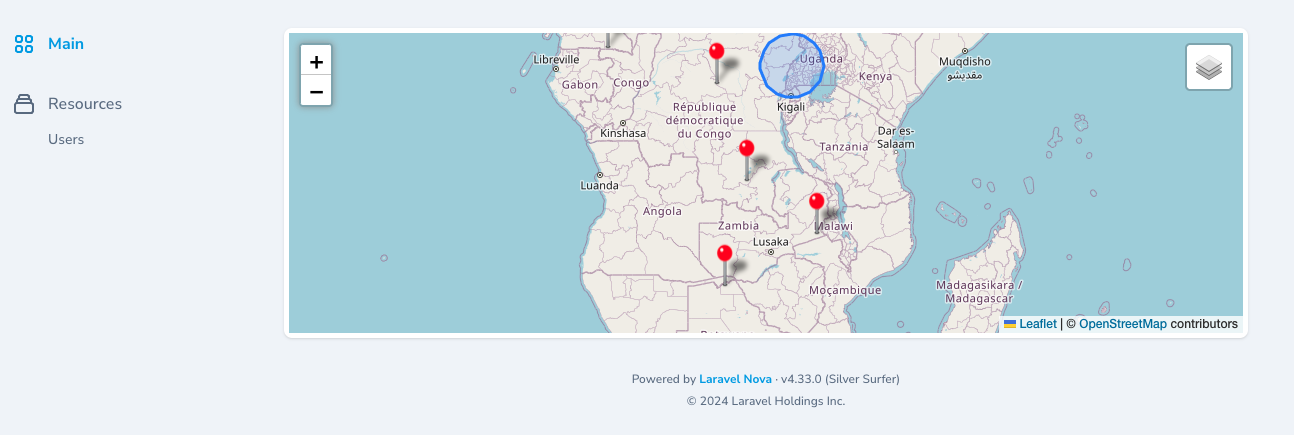 Main
Resources
Users
+
−
Libreville
Gabon
Congo
République
démocratique
du Congo
Kinshasa
Luanda
Angola
Zambia
Lusaka
Malawi
Moçambique
Uganda
Kenya
Kigali
Tanzania
Dar es-
Salaam
Muqdisho
مقديشو
Madagasikara /
Madagascar
Leaflet | © OpenStreetMap contributors
Powered by Laravel Nova · v4.33.0 (Silver Surfer)
© 2024 Laravel Holdings Inc.